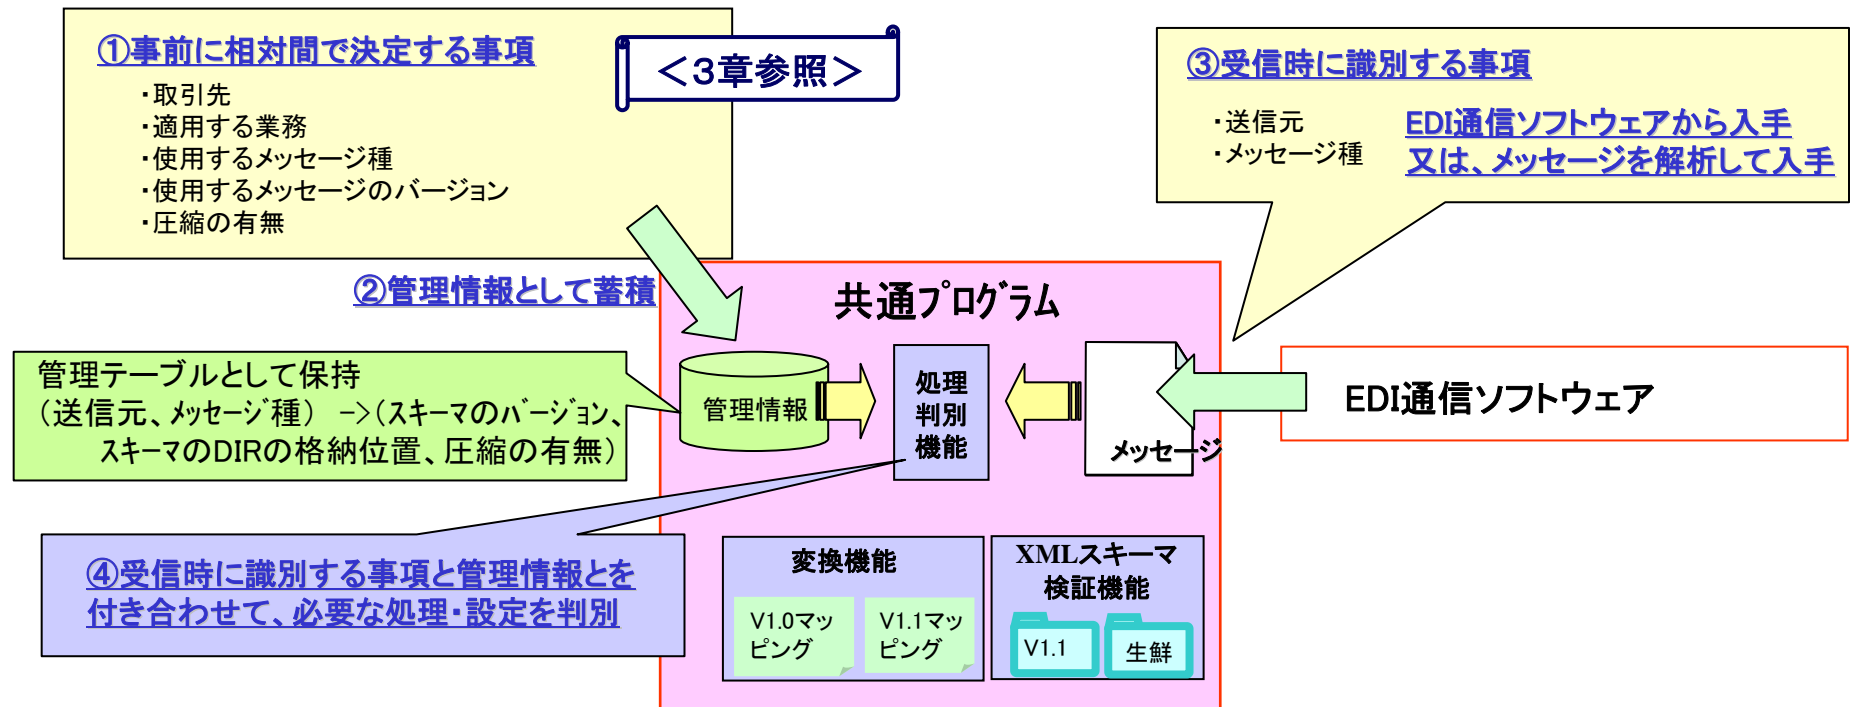 ①事前に相対間で決定する事項
・取引先
・適用する業務
・使用するメッセージ種
・使用するメッセージのバージョン
・圧縮の有無
＜３章参照＞
③受信時に識別する事項
・送信元
・メッセージ種
EDI通信ソフトウェアから入手
又は、メッセージを解析して入手
②管理情報として蓄積
共通プログラム
管理テーブルとして保持
（送信元、メッセージ種） ->（スキーマのバージョン、
スキーマのDIRの格納位置、圧縮の有無）
管理情報
処理
判別
機能
メッセージ
EDI通信ソフトウェア
④受信時に識別する事項と管理情報とを
付き合わせて、必要な処理・設定を判別
変換機能
V1.0マッ
ピング
V1.1マッ
ピング
XMLスキーマ
検証機能
V1.1
生鮮